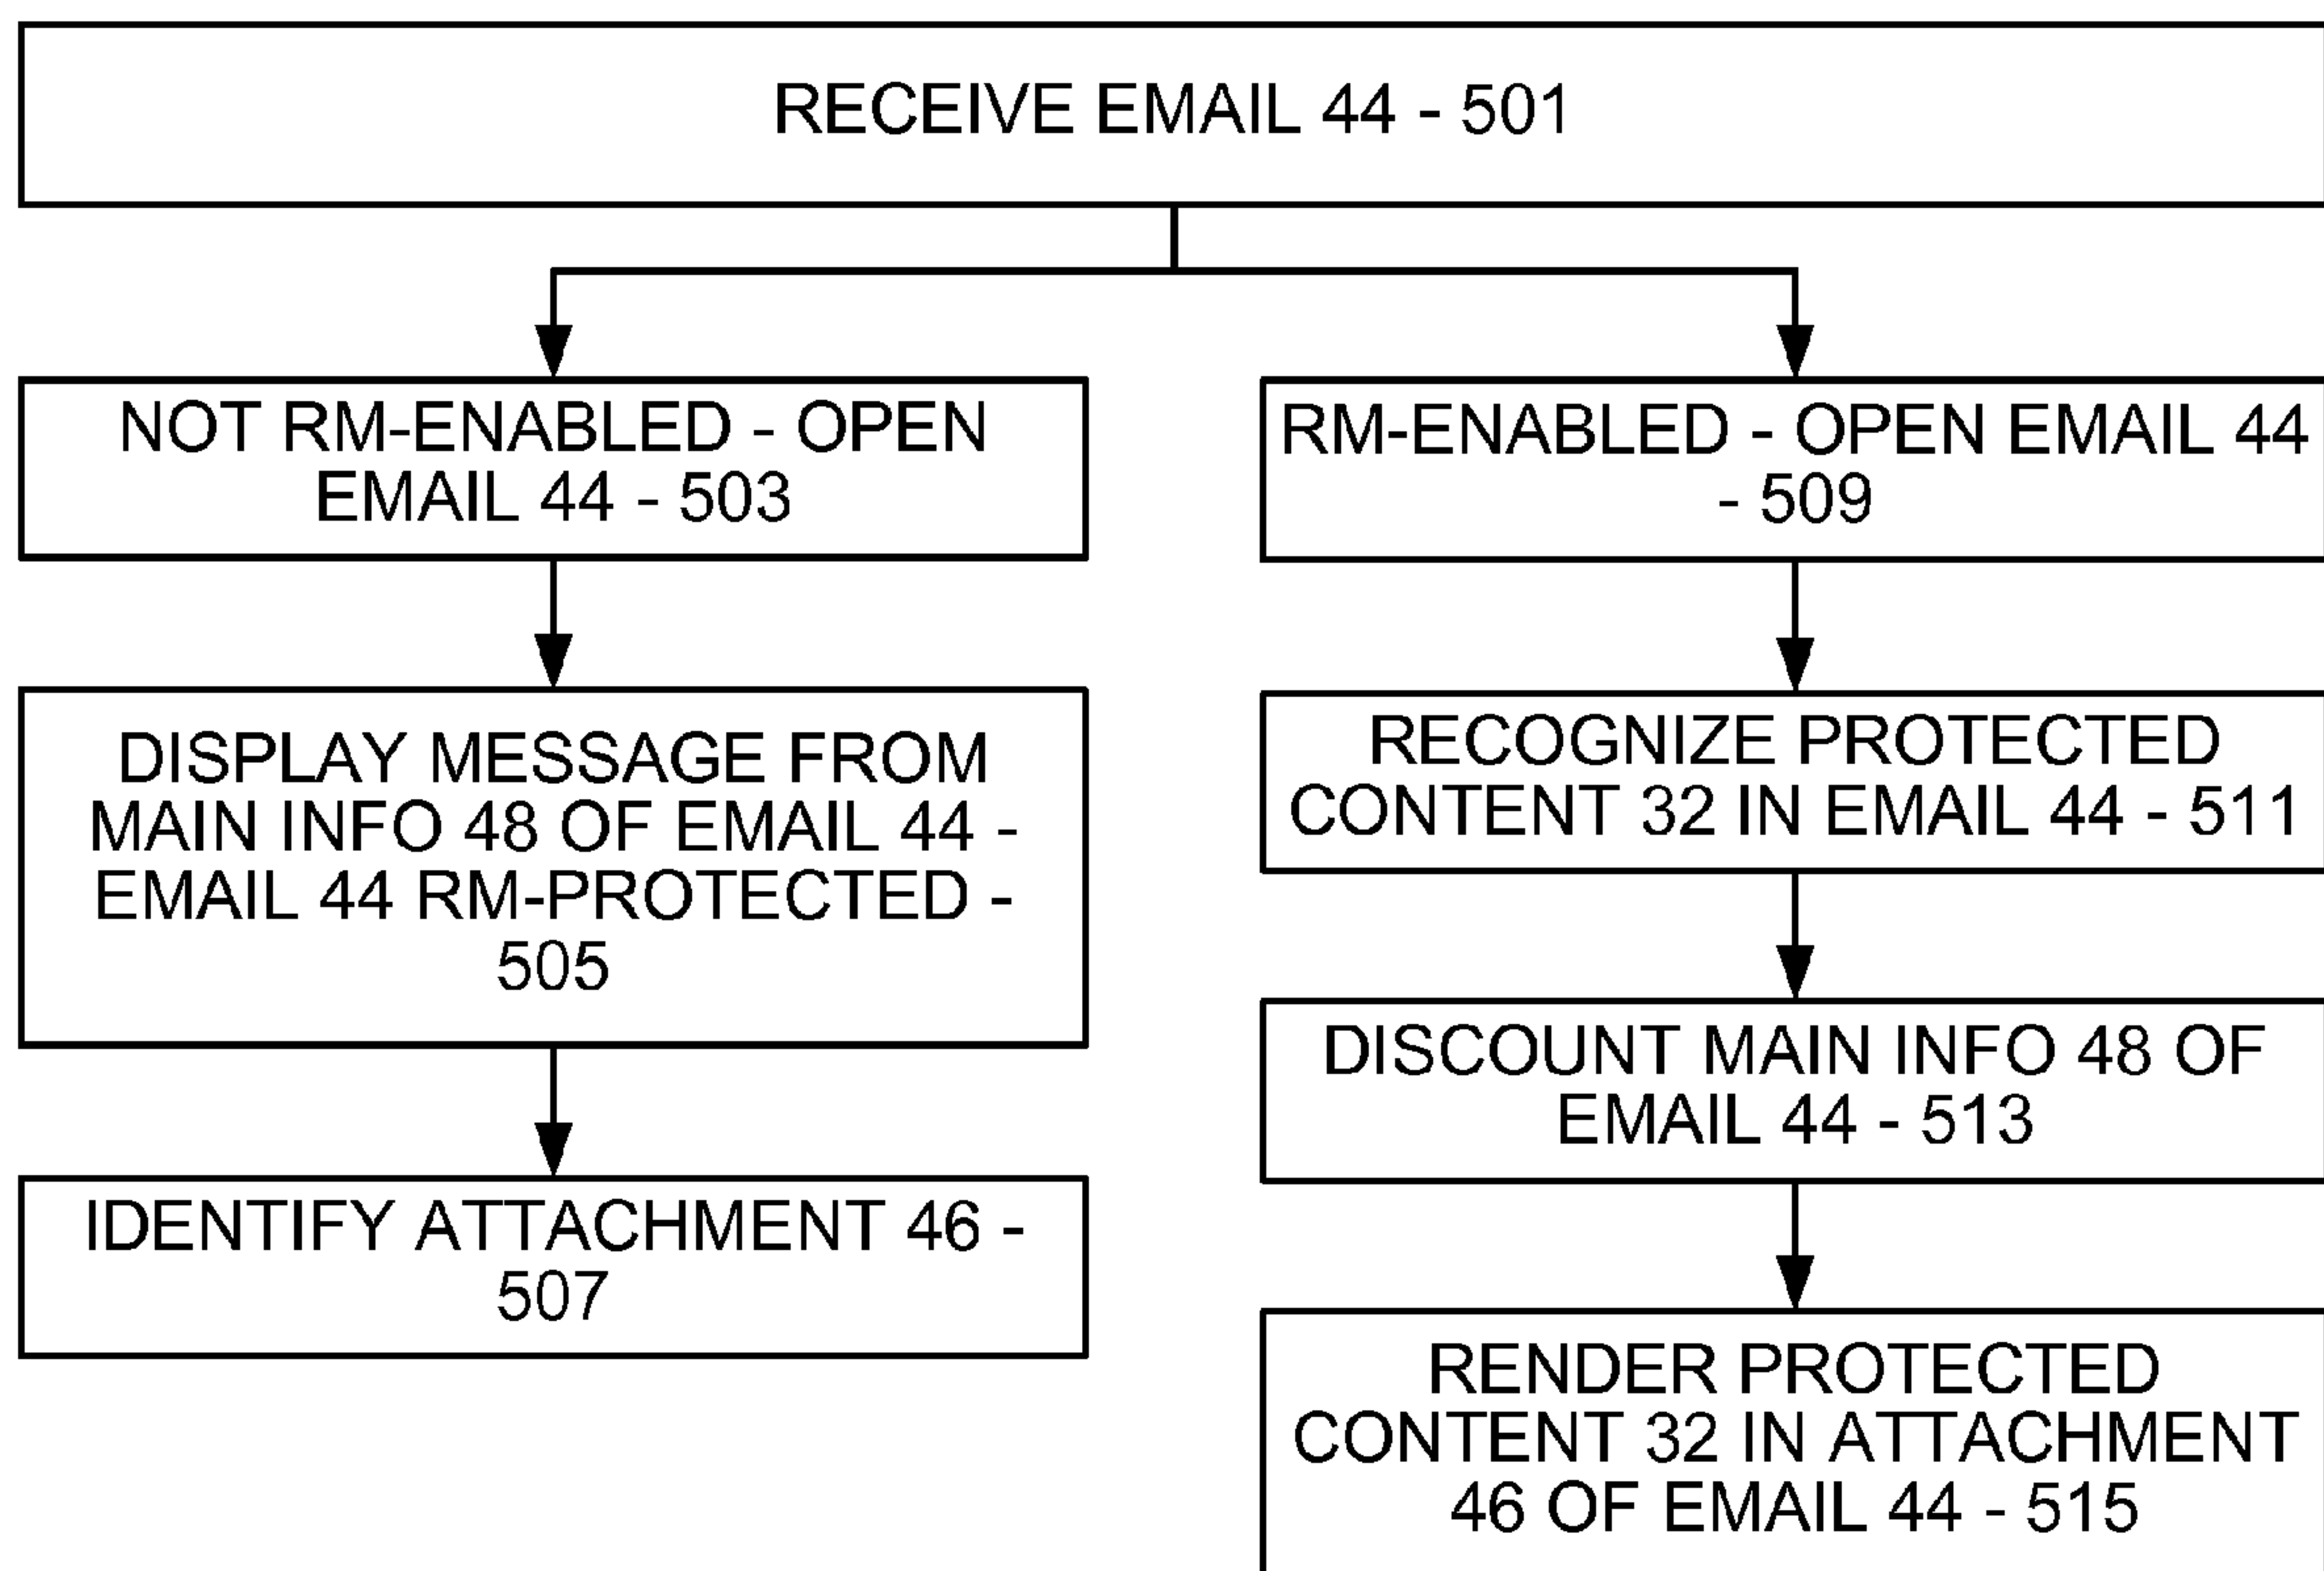 RECEIVE EMAIL 44 - 501
NOT RM-ENABLED - OPEN
EMAIL 44 - 503
DISPLAY MESSAGE FROM
MAIN INFO 48 OF EMAIL 44 -
EMAIL 44 RM-PROTECTED -
505
IDENTIFY ATTACHMENT 46 -
507
RM-ENABLED - OPEN EMAIL 44
- 509
RECOGNIZE PROTECTED
CONTENT 32 IN EMAIL 44 - 511
DISCOUNT MAIN INFO 48 OF
EMAIL 44 - 513
RENDER PROTECTED
CONTENT 32 IN ATTACHMENT
46 OF EMAIL 44 - 515